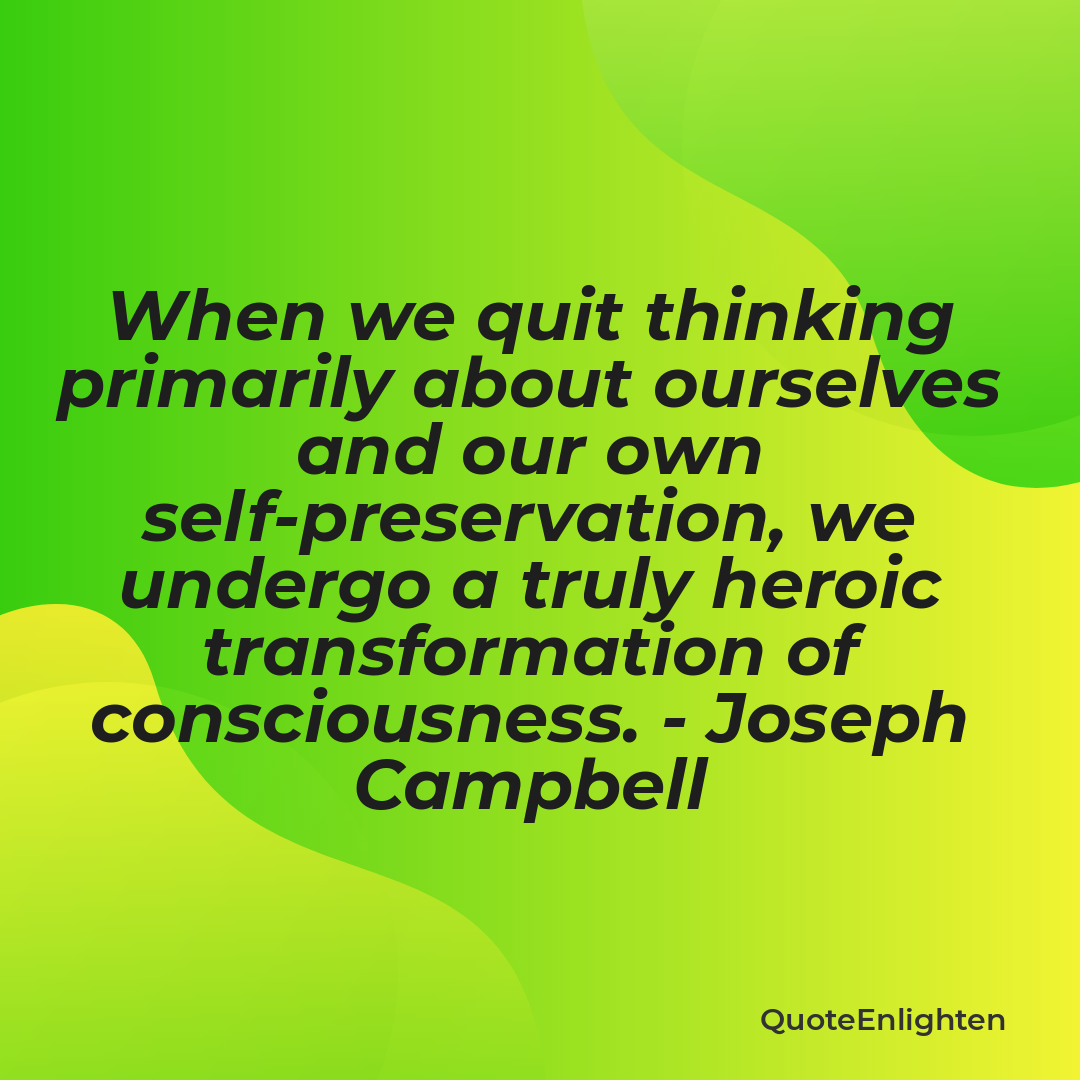 When we quit thinking
primarily about ourselves
and our own
self-preservation, we
undergo a truly heroic
transformation of
consciousness. - Joseph
Campbell
QuoteEnlighten